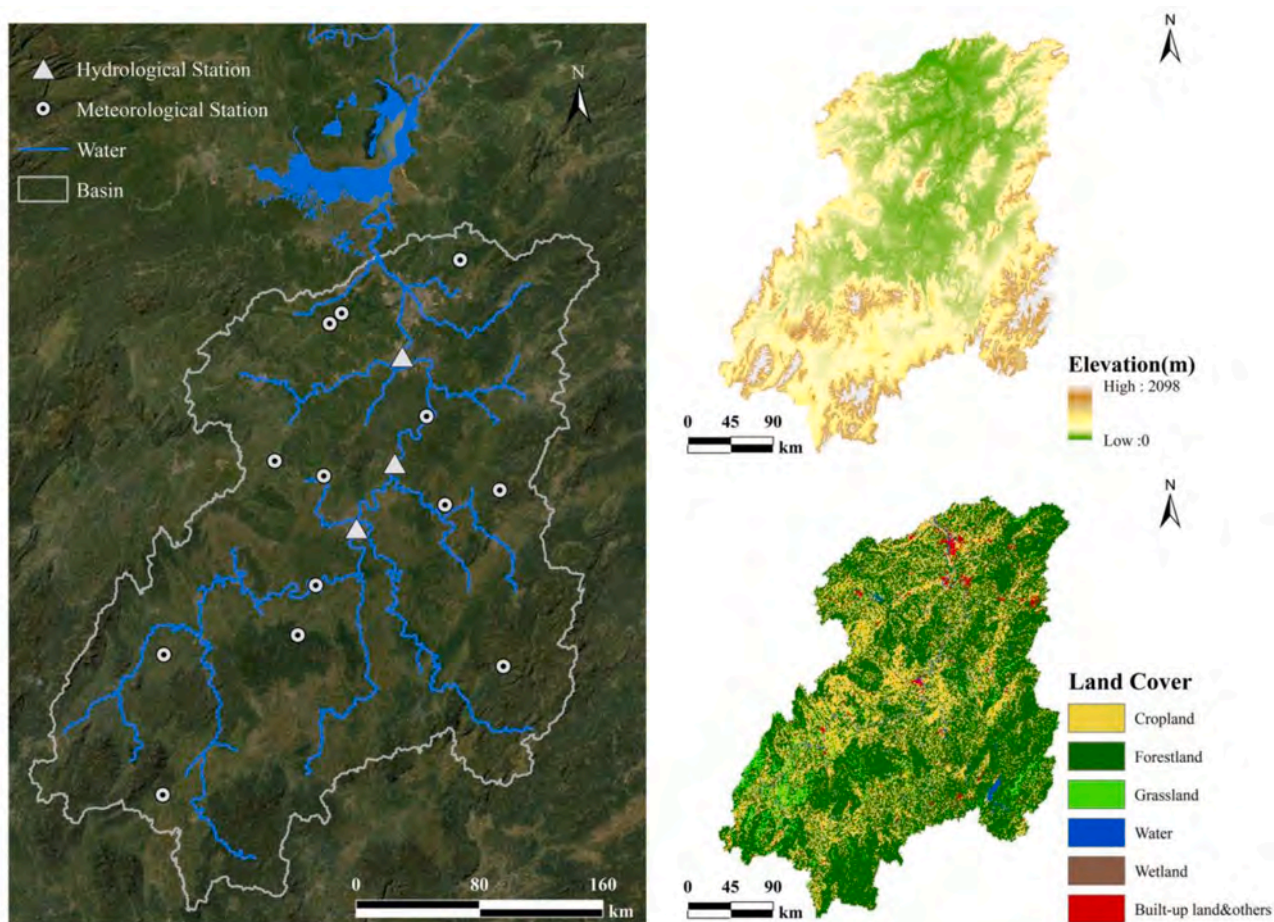 Hydrological Station
Meteorological Station
Water
Basin
N
0 80 160
km
N
Elevation(m)
High : 2098
Low :0
0 45 90
km
N
Land Cover
Cropland
Forestland
Grassland
Water
Wetland
Built-up land&others
0 45 90
km